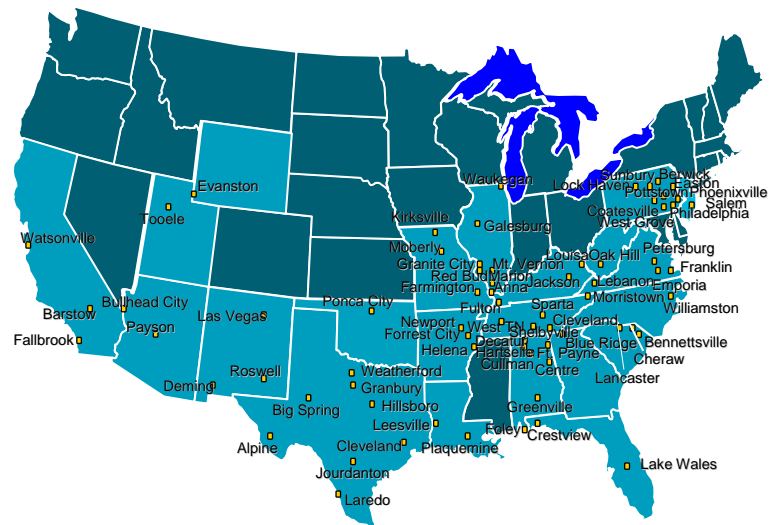 Waukegan
Sunbury
Berwick
Lock Haven
Easton
Evanston
Pottstown
Phoenixville
Tooele
Salem
Kirksville
Coatesville
Philadelphia
West Grove
Galesburg
Watsonville
Moberly
Petersburg
Louisa
Oak Hill
Granite City
Mt. Vernon
Franklin
Red Bud
Marion
Jackson
Lebanon
Farmington
Anna
Emporia
Morristown
Bullhead City
Ponca City
Fulton
Sparta
Williamston
Barstow
Las Vegas
Newport
West TN
Cleveland
Payson
Forrest City
Shelbyville
Fallbrook
Decatur
Blue Ridge
Bennettsville
Helena
Hartselle
Ft. Payne
Cheraw
Cullman
Roswell
Weatherford
Centre
Deming
Granbury
Lancaster
Big Spring
Hillsboro
Greenville
Leesville
Foley
Crestview
Alpine
Cleveland
Plaquemine
Jourdanton
Lake Wales
Laredo